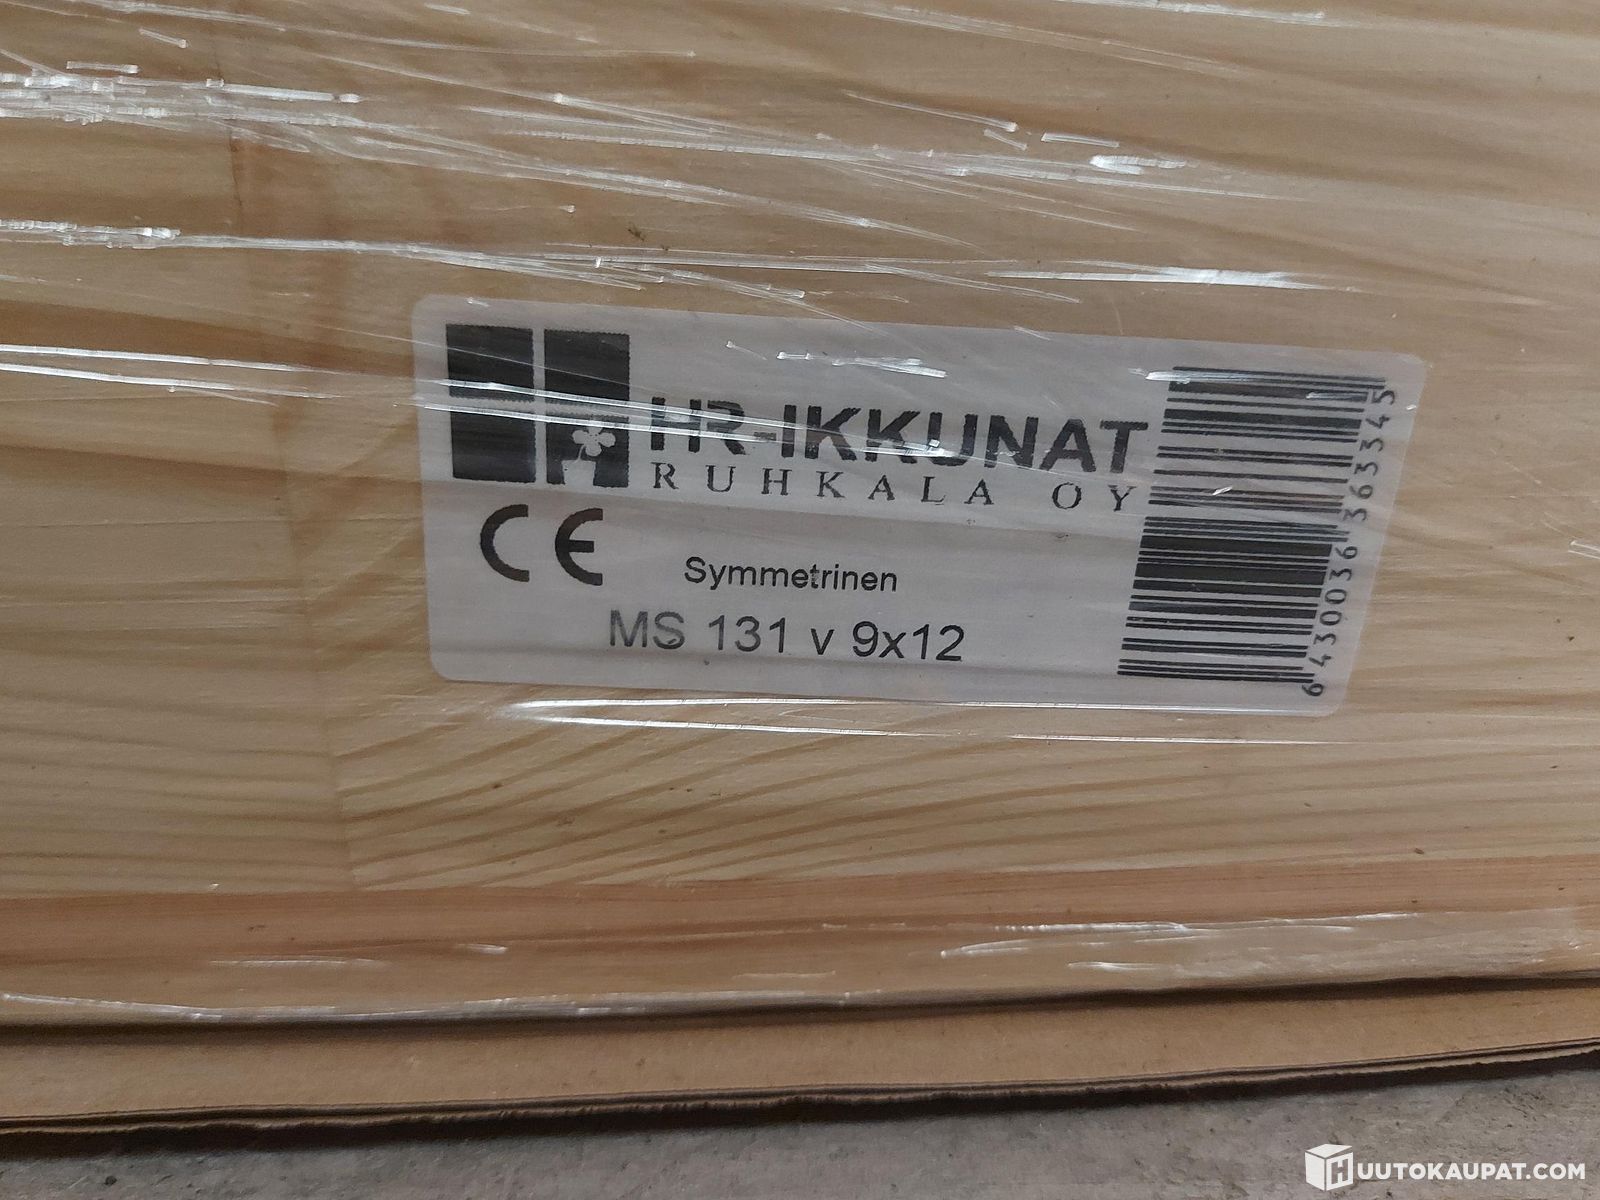 HR-IKKUNAT
RUHKALA OY
CE
Symmetrinen
MS 131 v 9x12
6430036363345
HUUTOKAUPAT.COM